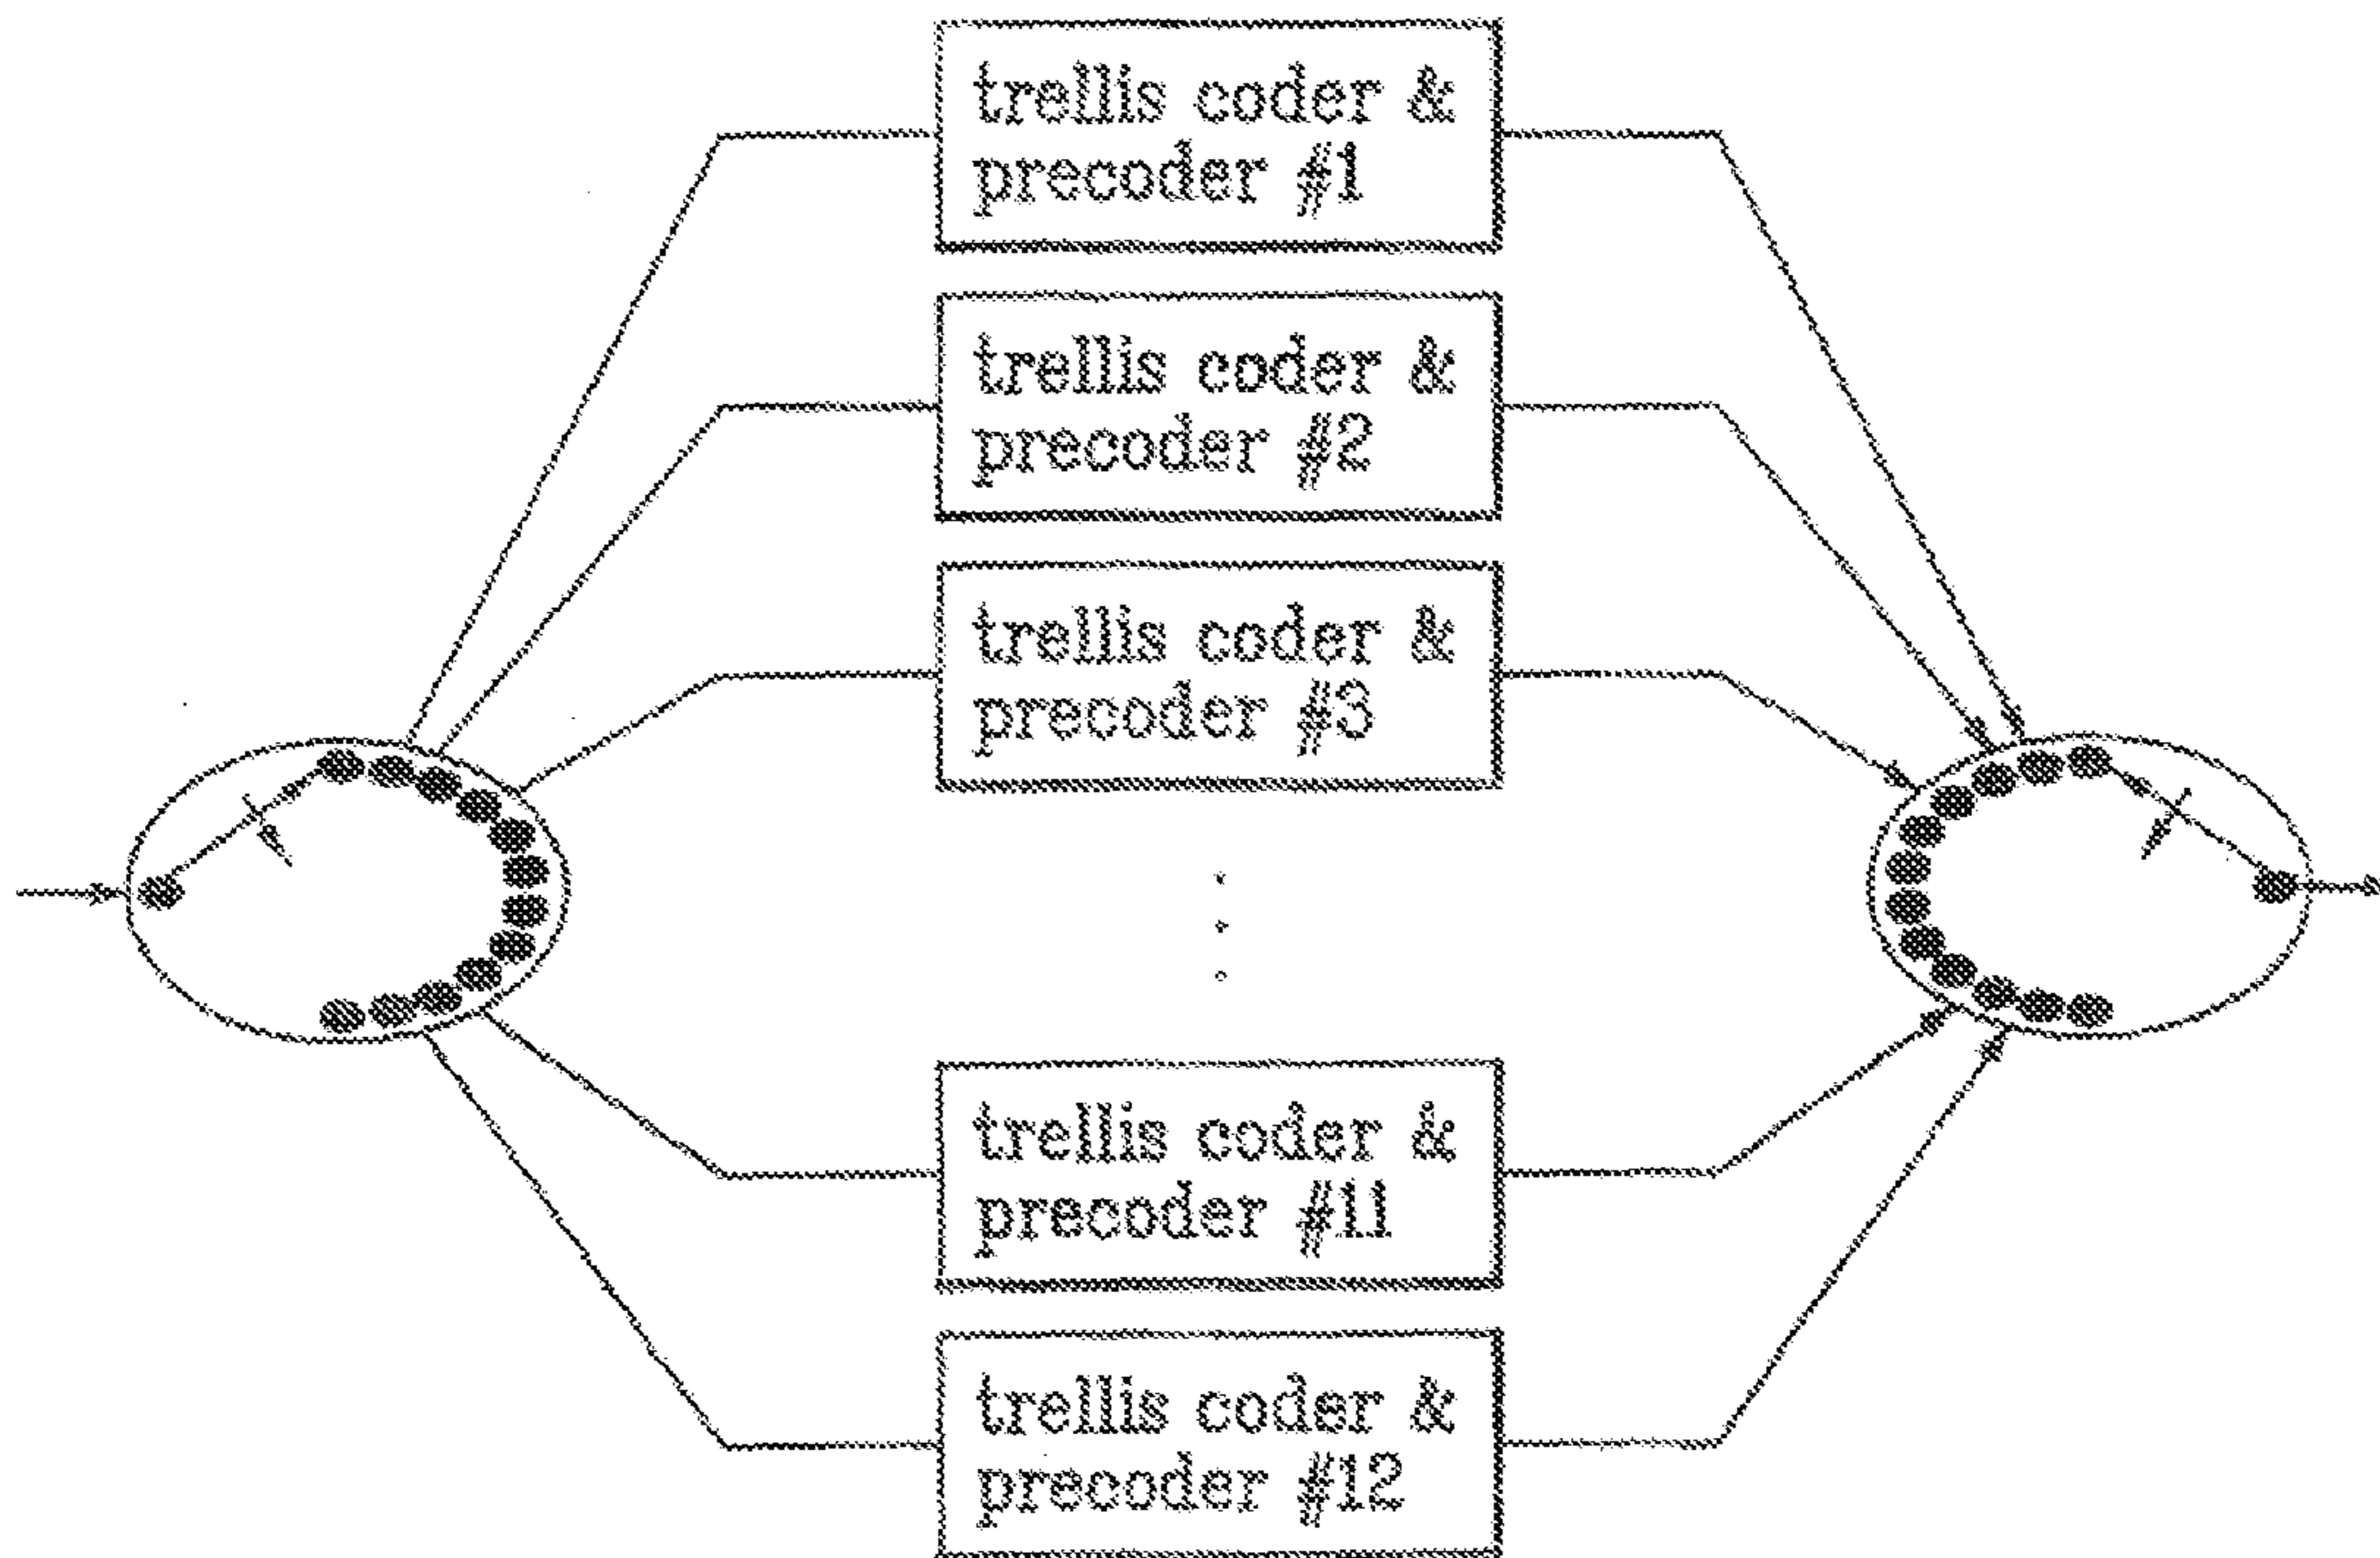 trellis coder &
precoder #1
trellis coder &
precoder #2
trellis coder &
precoder #3
trellis coder &
precoder #11
trellis coder &
precoder #12